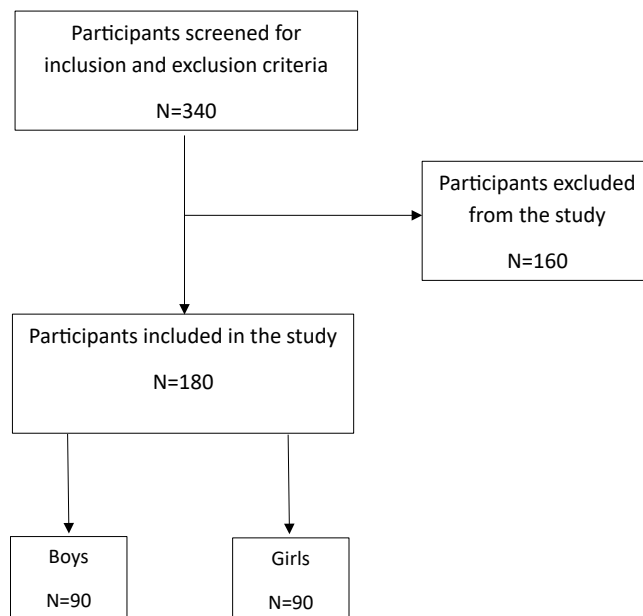 Participants screened for
inclusion and exclusion criteria
N=340
Participants excluded
from the study
N=160
Participants included in the study
N=180
Boys
N=90
Girls
N=90